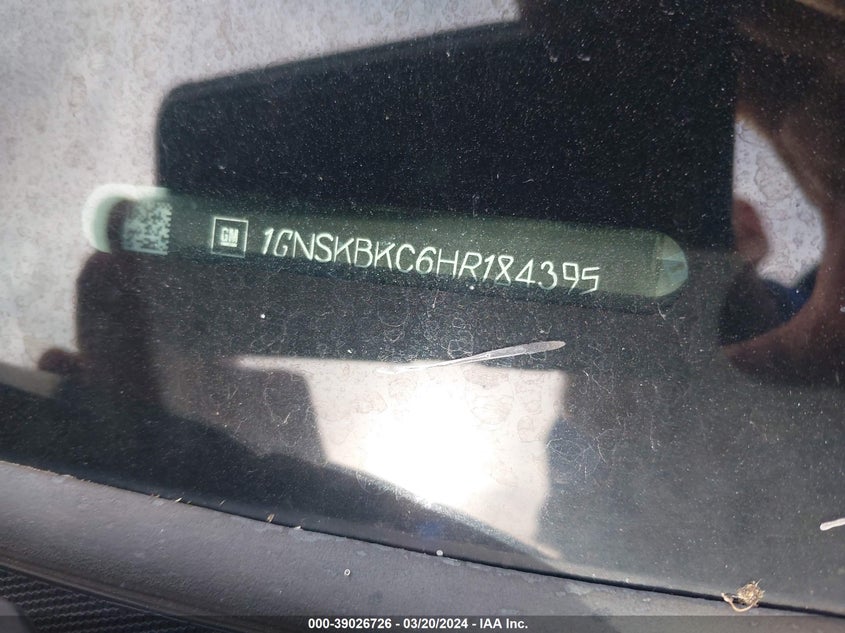 GM 1GNSKBKC6HR184395
000-39026726 - 03/20/2024 - IAA Inc.